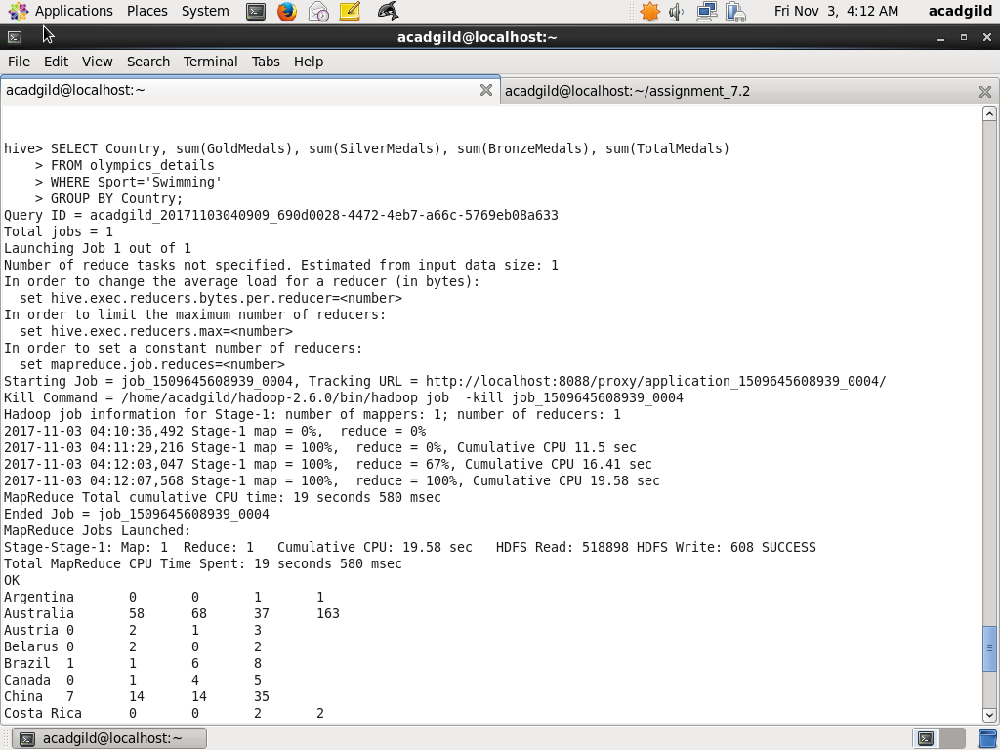 Applications Places System Fri Nov 3, 4:12 AM acadgild
acadgild@localhost:~
File Edit View Search Terminal Tabs Help
acadgild@localhost:~ acadgild@localhost:~/assignment_7.2
hive> SELECT Country, sum(GoldMedals), sum(SilverMedals), sum(BronzeMedals), sum(TotalMedals)
    > FROM olympics_details
    > WHERE Sport='Swimming'
    > GROUP BY Country;
Query ID = acadgild_20171103040909_690d0028-4472-4eb7-a66c-5769eb08a633
Total jobs = 1
Launching Job 1 out of 1
Number of reduce tasks not specified. Estimated from input data size: 1
In order to change the average load for a reducer (in bytes):
  set hive.exec.reducers.bytes.per.reducer=<number>
In order to limit the maximum number of reducers:
  set hive.exec.reducers.max=<number>
In order to set a constant number of reducers:
  set mapreduce.job.reduces=<number>
Starting Job = job_1509645608939_0004, Tracking URL = http://localhost:8088/proxy/application_1509645608939_0004/
Kill Command = /home/acadgild/hadoop-2.6.0/bin/hadoop job  -kill job_1509645608939_0004
Hadoop job information for Stage-1: number of mappers: 1; number of reducers: 1
2017-11-03 04:10:36,492 Stage-1 map = 0%,  reduce = 0%
2017-11-03 04:11:29,216 Stage-1 map = 100%,  reduce = 0%, Cumulative CPU 11.5 sec
2017-11-03 04:12:03,047 Stage-1 map = 100%,  reduce = 67%, Cumulative CPU 16.41 sec
2017-11-03 04:12:07,568 Stage-1 map = 100%,  reduce = 100%, Cumulative CPU 19.58 sec
MapReduce Total cumulative CPU time: 19 seconds 580 msec
Ended Job = job_1509645608939_0004
MapReduce Jobs Launched:
Stage-Stage-1: Map: 1  Reduce: 1   Cumulative CPU: 19.58 sec   HDFS Read: 518898 HDFS Write: 608 SUCCESS
Total MapReduce CPU Time Spent: 19 seconds 580 msec
OK
Argentina       0       0       1       1
Australia       58      68      37      163
Austria 0       2       1       3
Belarus 0       2       0       2
Brazil  1       1       6       8
Canada  0       1       4       5
China   7       14      14      35
Costa Rica      0       0       2       2
acadgild@localhost:~